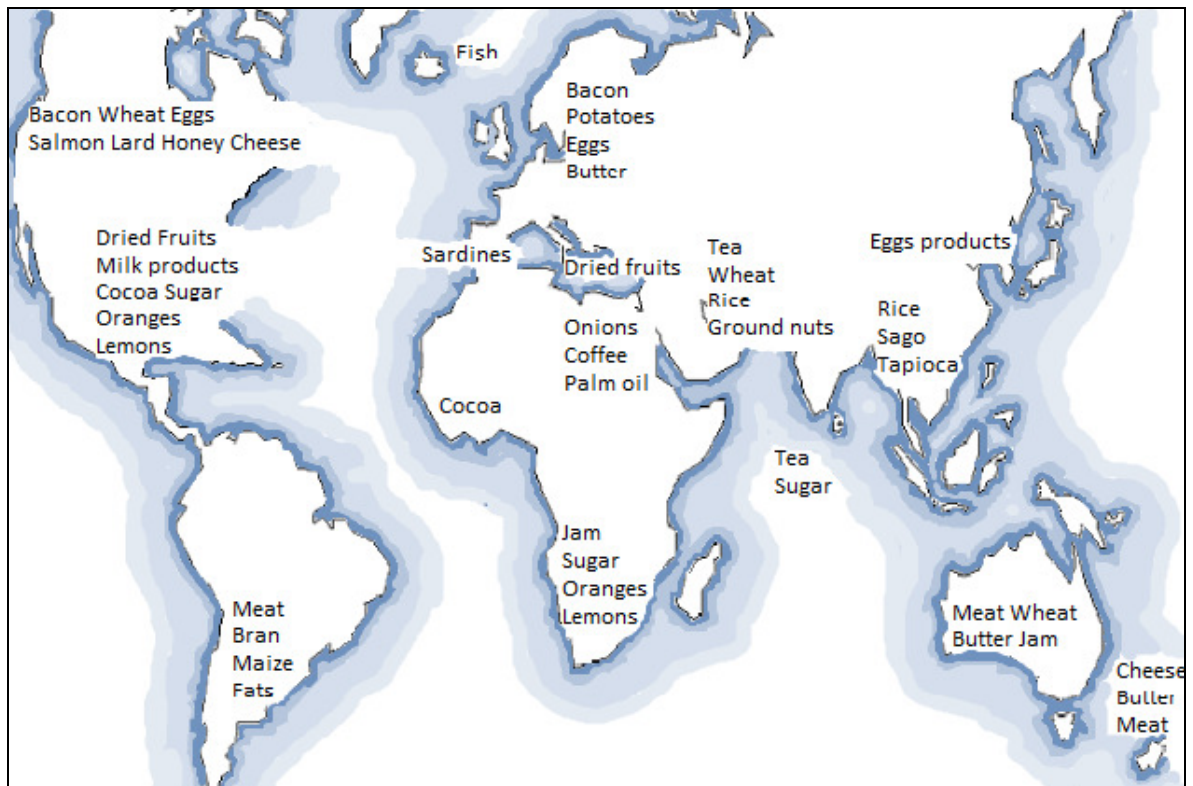 Fish
Bacon Wheat Eggs
Salmon Lard Honey Cheese
Bacon
Potatoes
Eggs
Butter
Dried Fruits
Milk products
Cocoa Sugar
Oranges
Lemons
Sardines
Dried fruits
Tea
Wheat
Rice
Ground nuts
Eggs products
Onions
Coffee
Palm oil
Rice
Sago
Tapioca
Cocoa
Tea
Sugar
Jam
Sugar
Oranges
Lemons
Meat
Bran
Maize
Fats
Meat Wheat
Butter Jam
Cheese
Butter
Meat